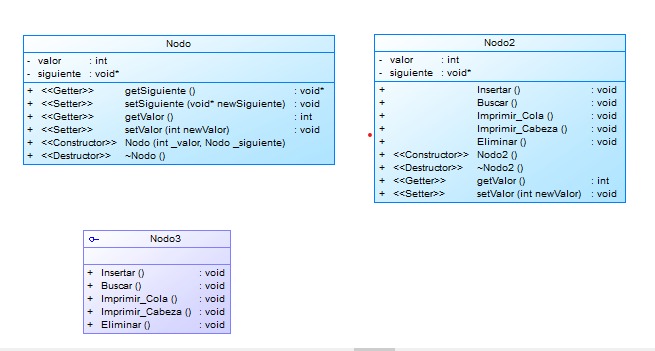 Nodo
- valor : int
- siguiente : void*
+ <<Getter>> getSiguiente () : void*
+ <<Setter>> setSiguiente (void* newSiguiente) : void
+ <<Getter>> getValor () : int
+ <<Setter>> setValor (int newValor) : void
+ <<Constructor>> Nodo (int _valor, Nodo _siguiente)
+ <<Destructor>> ~Nodo ()
Nodo2
- valor : int
- siguiente : void*
+ Insertar () : void
+ Buscar () : void
+ Imprimir_Cola () : void
+ Imprimir_Cabeza () : void
+ Eliminar () : void
+ <<Constructor>> Nodo2 ()
+ <<Destructor>> ~Nodo2 ()
+ <<Getter>> getValor () : int
+ <<Setter>> setValor (int newValor) : void
Nodo3
+ Insertar () : void
+ Buscar () : void
+ Imprimir_Cola () : void
+ Imprimir_Cabeza () : void
+ Eliminar () : void